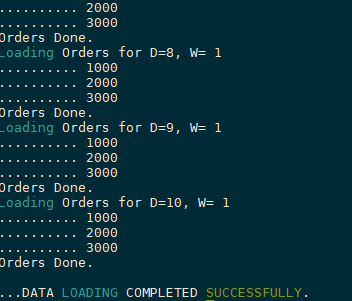 .......... 2000
.......... 3000
Orders Done.
Loading Orders for D=8, W= 1
.......... 1000
.......... 2000
.......... 3000
Orders Done.
Loading Orders for D=9, W= 1
.......... 1000
.......... 2000
.......... 3000
Orders Done.
Loading Orders for D=10, W= 1
.......... 1000
.......... 2000
.......... 3000
Orders Done.
...DATA LOADING COMPLETED SUCCESSFULLY.